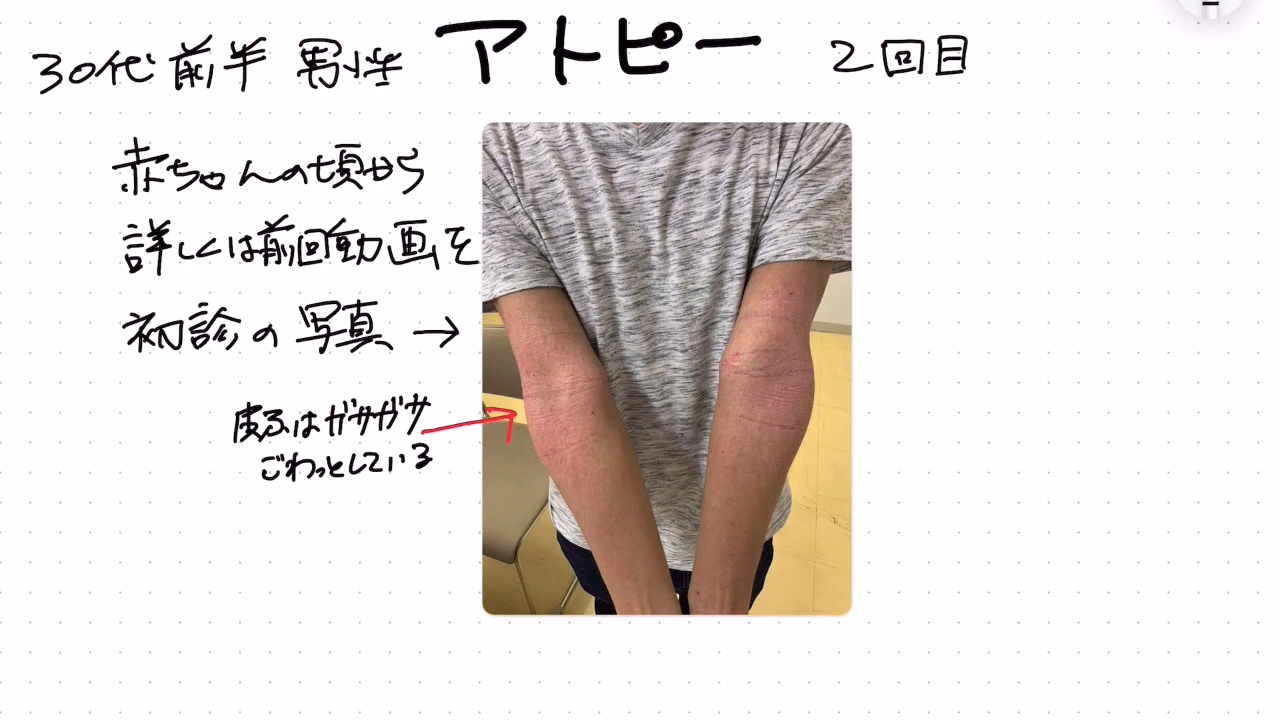 30代前半 男性 アトピー 2回目
赤ちゃんの頃から
詳しくは前回動画を
初診の写真 →
実際はガサガサ
ごわっとしている